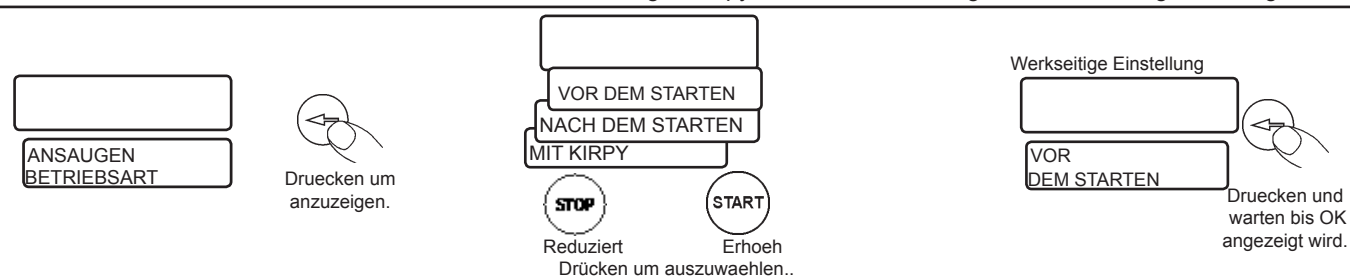 ANSAUGEN
BETRIEBSART
Druecken um
anzuzeigen.
VOR DEM STARTEN
NACH DEM STARTEN
MIT KIRPY
STOP
START
Reduziert
Erhoeh
Drücken um auszuwaehlen..
Werkseitige Einstellung
VOR
DEM STARTEN
Druecken und
warten bis OK
angezeigt wird.